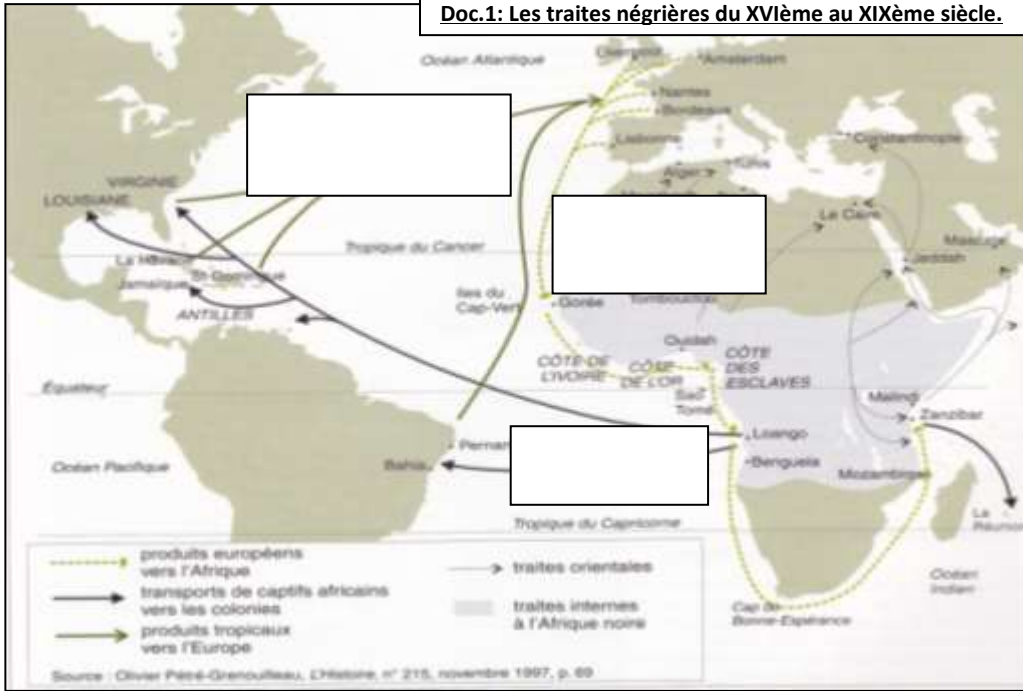 Doc.1: Les traites négrières du XVIème au XIXème siècle.
Océan Atlantique
Liverpool
Amsterdam
Nantes
Bordeaux
Lisbonne
Constantinople
Alger
Tunis
VIRGINIE
LOUISIANE
Le Caire
Mascate
Jeddah
Tropique du Cancer
La Havane
St-Domingue
Jamaïque
Iles du
Cap-Vert
Gorée
Tombouctou
ANTILLES
Ouidah
CÔTE DE
L'IVOIRE
CÔTE
DE L'OR
CÔTE
DES
ESCLAVES
Équateur
Sao
Tomé
Malindi
Zanzibar
Pernam
Loango
Océan Pacifique
Bahia
Benguela
Mozambique
La
Réunion
Tropique du Capricorne
produits européens
vers l'Afrique
traites orientales
transports de captifs africains
vers les colonies
traites internes
à l'Afrique noire
produits tropicaux
vers l'Europe
Océan
Indien
Cap de
Bonne-Espérance
Source : Olivier Pétré-Grenouilleau, L'Histoire, n° 215, novembre 1997, p. 69